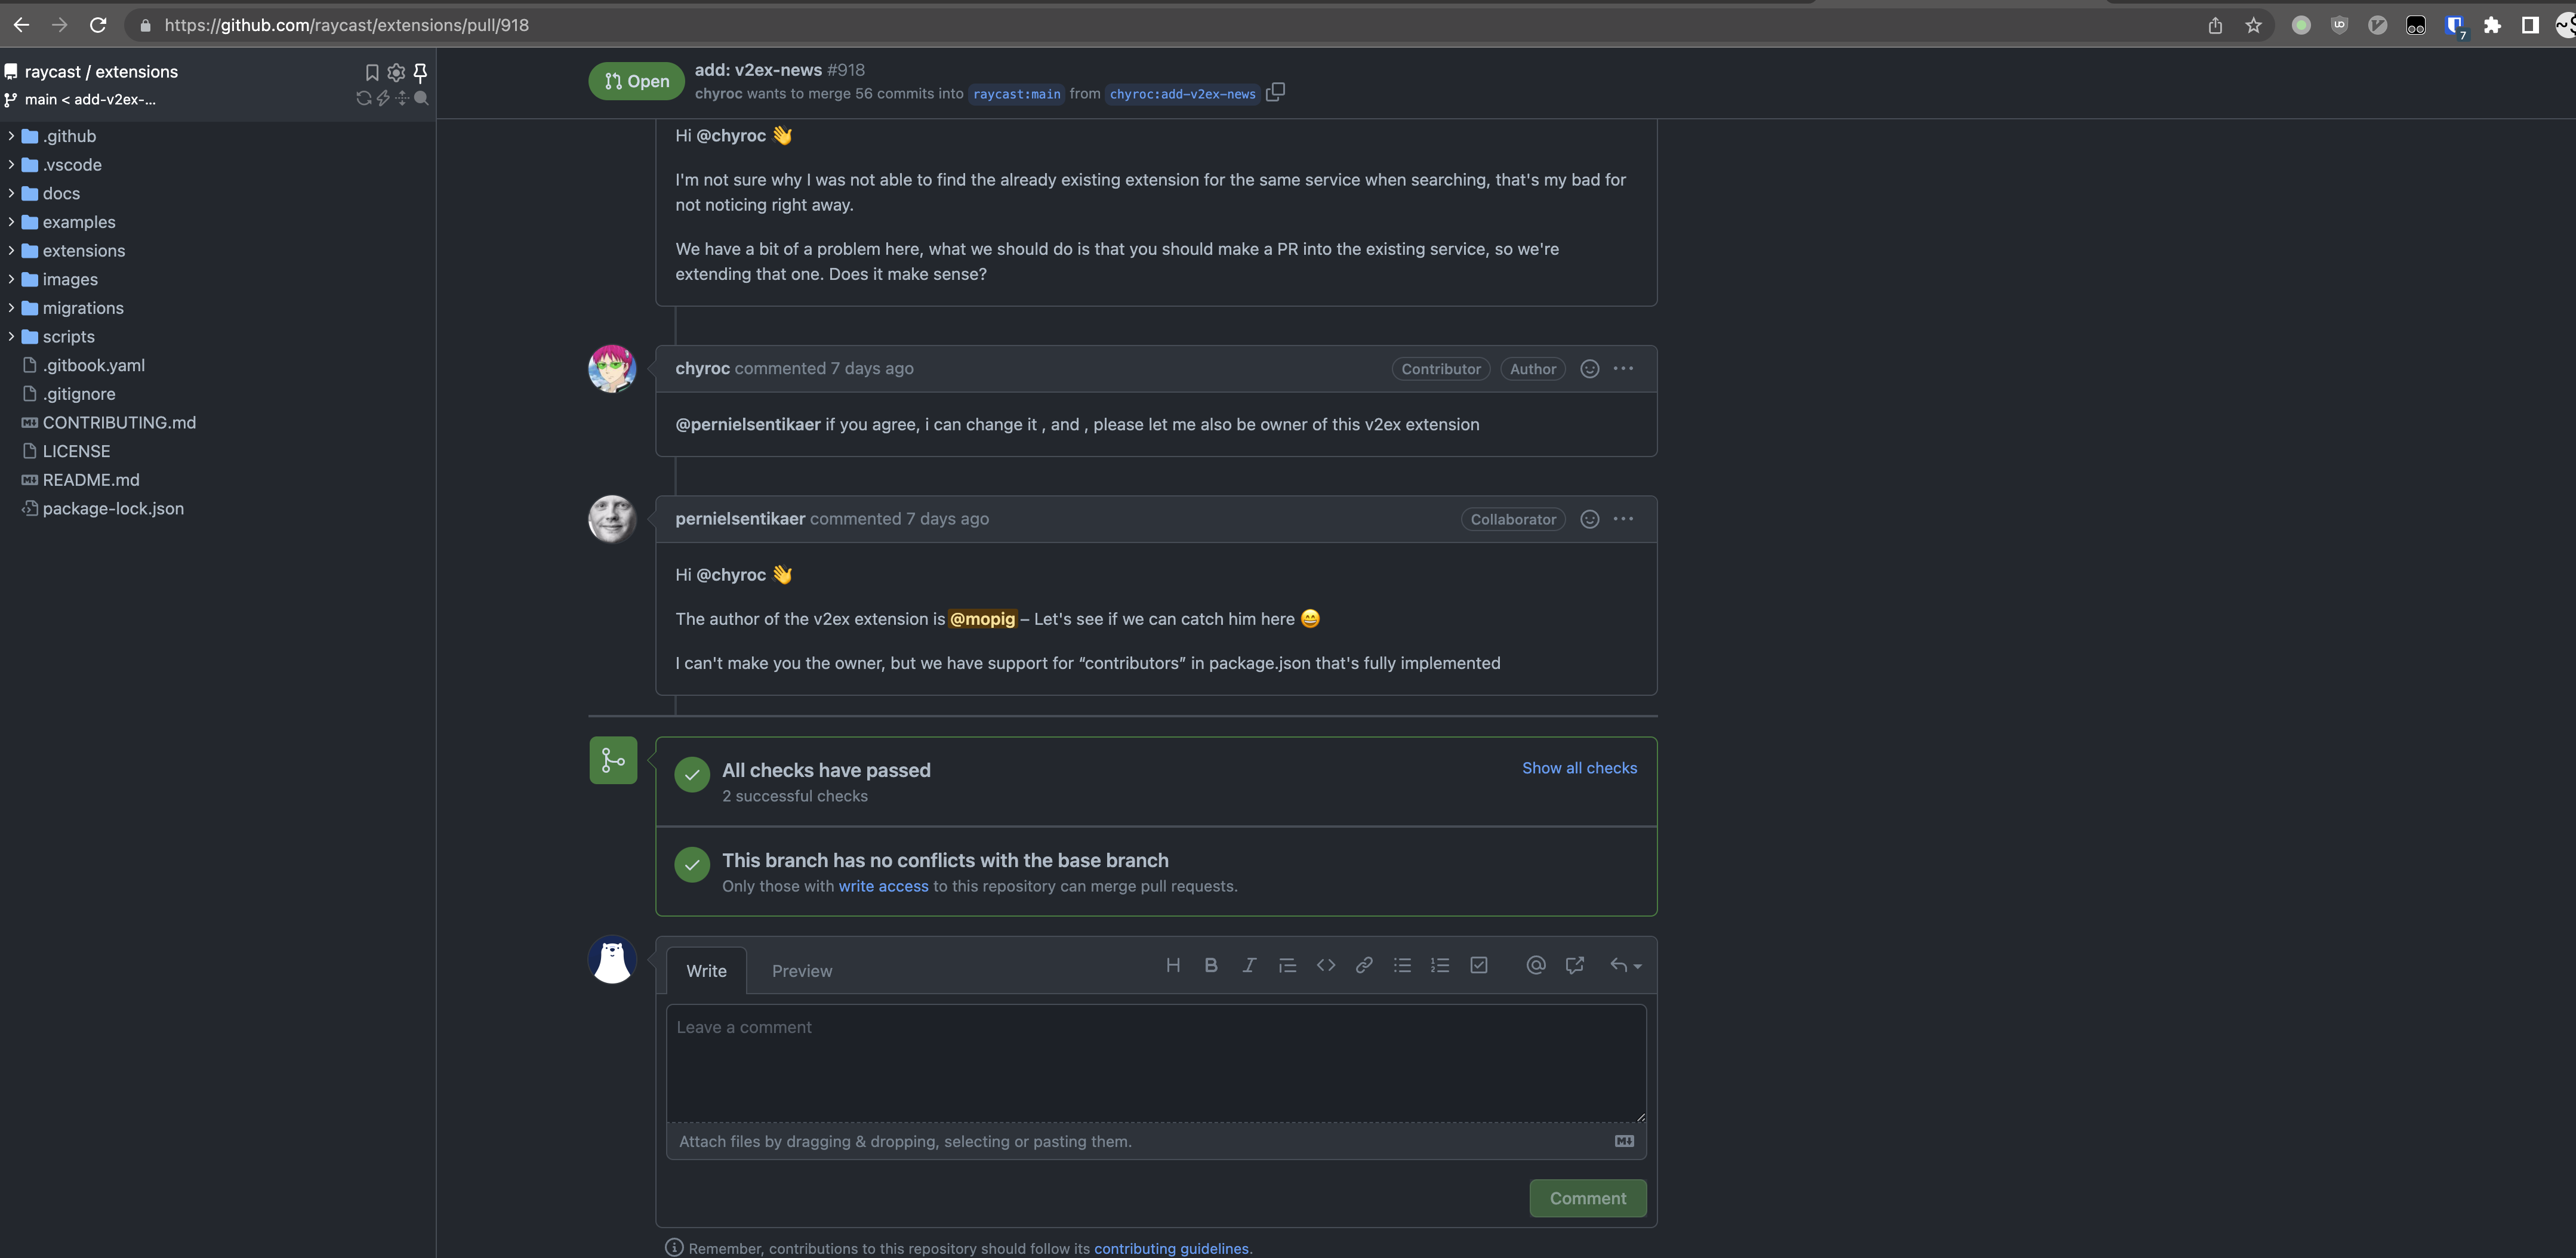 https://github.com/raycast/extensions/pull/918
7
raycast / extensions
main < add-v2ex-...
.github
.vscode
docs
examples
extensions
images
migrations
scripts
.gitbook.yaml
.gitignore
CONTRIBUTING.md
LICENSE
README.md
package-lock.json
Open
add: v2ex-news #918
chyroc wants to merge 56 commits into raycast:main from chyroc:add-v2ex-news
Hi @chyroc 👋
I'm not sure why I was not able to find the already existing extension for the same service when searching, that's my bad for
not noticing right away.
We have a bit of a problem here, what we should do is that you should make a PR into the existing service, so we're
extending that one. Does it make sense?
chyroc commented 7 days ago
Contributor
Author
@pernielsentikaer if you agree, i can change it , and , please let me also be owner of this v2ex extension
pernielsentikaer commented 7 days ago
Collaborator
Hi @chyroc 👋
The author of the v2ex extension is @mopig – Let's see if we can catch him here 😄
I can't make you the owner, but we have support for “contributors” in package.json that's fully implemented
All checks have passed
Show all checks
2 successful checks
This branch has no conflicts with the base branch
Only those with write access to this repository can merge pull requests.
Write
Preview
Leave a comment
Attach files by dragging & dropping, selecting or pasting them.
Comment
Remember, contributions to this repository should follow its contributing guidelines.